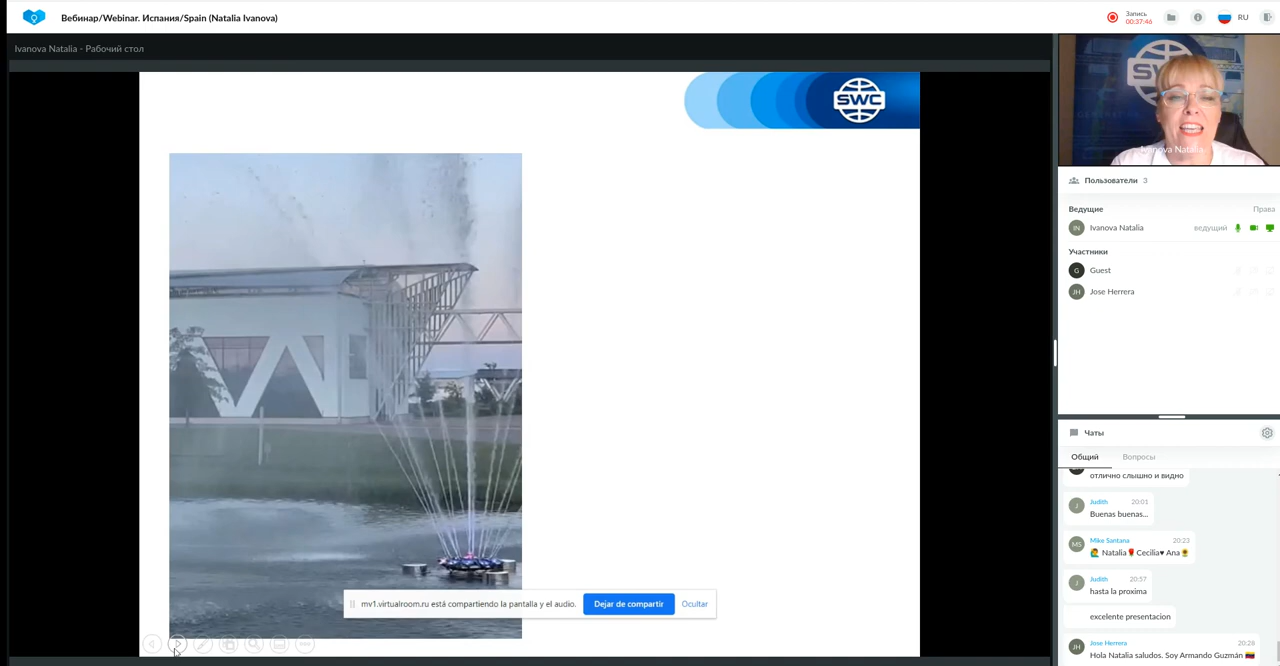 Вебинар/Webinar. Испания/Spain (Natalia Ivanova)
Запись
00:37:46
RU
Ivanova Natalia - Рабочий стол
SWC
Ivanova Natalia
Пользователи 3
Ведущие Права
IN Ivanova Natalia ведущий
Участники
G Guest
JH Jose Herrera
Чаты
Общий Вопросы
отлично слышно и видно
J Judith 20:01
Buenas buenas...
MS Mike Santana 20:23
🙋‍♂️ Natalia🌹Cecilia♥ Ana🌻
J Judith 20:57
hasta la proxima
excelente presentacion
JH Jose Herrera 20:28
Hola Natalia saludos. Soy Armando Guzmán 🇻🇪
mv1.virtualroom.ru está compartiendo la pantalla y el audio. Dejar de compartir Ocultar